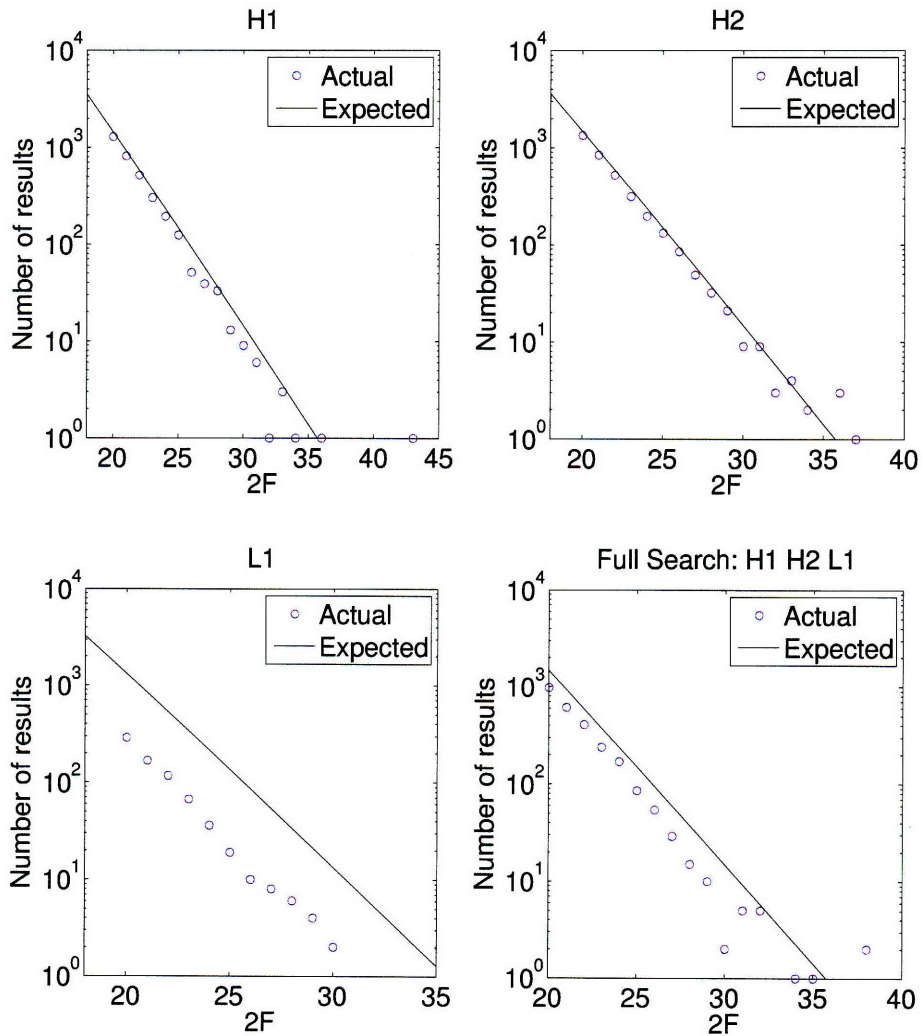 H1
10^4
10^3
10^2
10^1
10^0
Number of results
20 25 30 35 40 45
2F
Actual
Expected
H2
10^4
10^3
10^2
10^1
10^0
Number of results
20 25 30 35 40
2F
Actual
Expected
L1
10^4
10^3
10^2
10^1
10^0
Number of results
20 25 30 35
2F
Actual
Expected
Full Search: H1 H2 L1
10^4
10^3
10^2
10^1
10^0
Number of results
20 25 30 35 40
2F
Actual
Expected